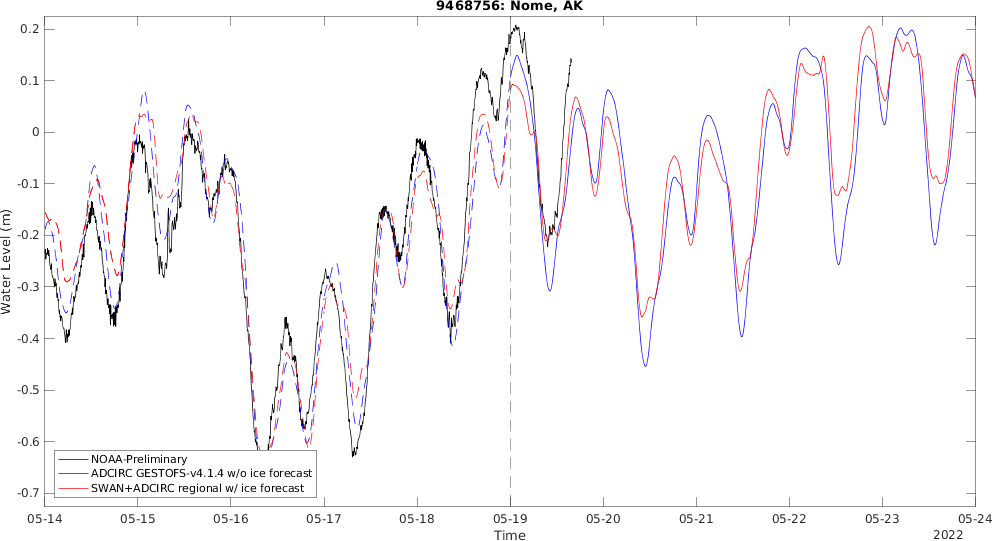 9468756: Nome, AK
Water Level (m)
0.2
0.1
0
-0.1
-0.2
-0.3
-0.4
-0.5
-0.6
-0.7
NOAA-Preliminary
ADCIRC GESTOFS-v4.1.4 w/o ice forecast
SWAN+ADCIRC regional w/ ice forecast
05-14 05-15 05-16 05-17 05-18 05-19 05-20 05-21 05-22 05-23 05-24
Time
2022